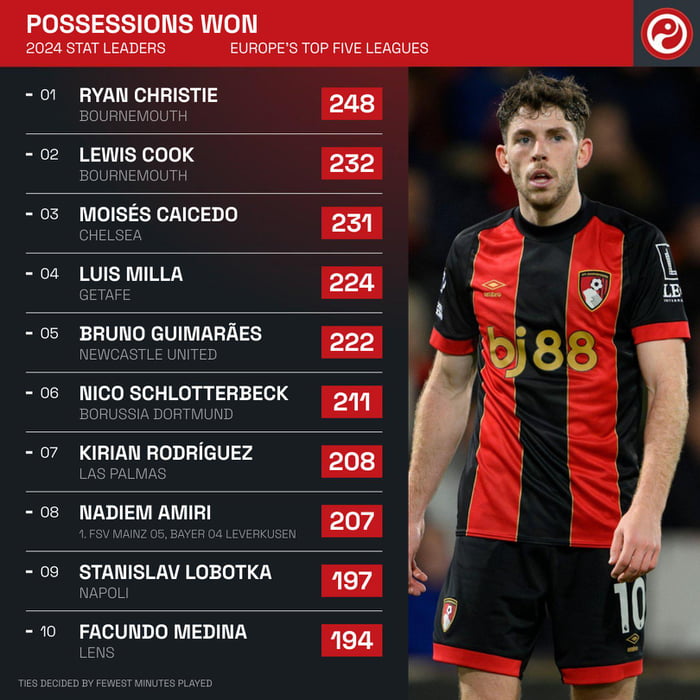 POSSESSIONS WON
2024 STAT LEADERS EUROPE'S TOP FIVE LEAGUES
01 RYAN CHRISTIE 248
BOURNEMOUTH
02 LEWIS COOK 232
BOURNEMOUTH
03 MOISÉS CAICEDO 231
CHELSEA
04 LUIS MILLA 224
GETAFE
05 BRUNO GUIMARÃES 222
NEWCASTLE UNITED
06 NICO SCHLOTTERBECK 211
BORUSSIA DORTMUND
07 KIRIAN RODRÍGUEZ 208
LAS PALMAS
08 NADIEM AMIRI 207
1. FSV MAINZ 05, BAYER 04 LEVERKUSEN
09 STANISLAV LOBOTKA 197
NAPOLI
10 FACUNDO MEDINA 194
LENS
TIES DECIDED BY FEWEST MINUTES PLAYED
umbro
bj88
10